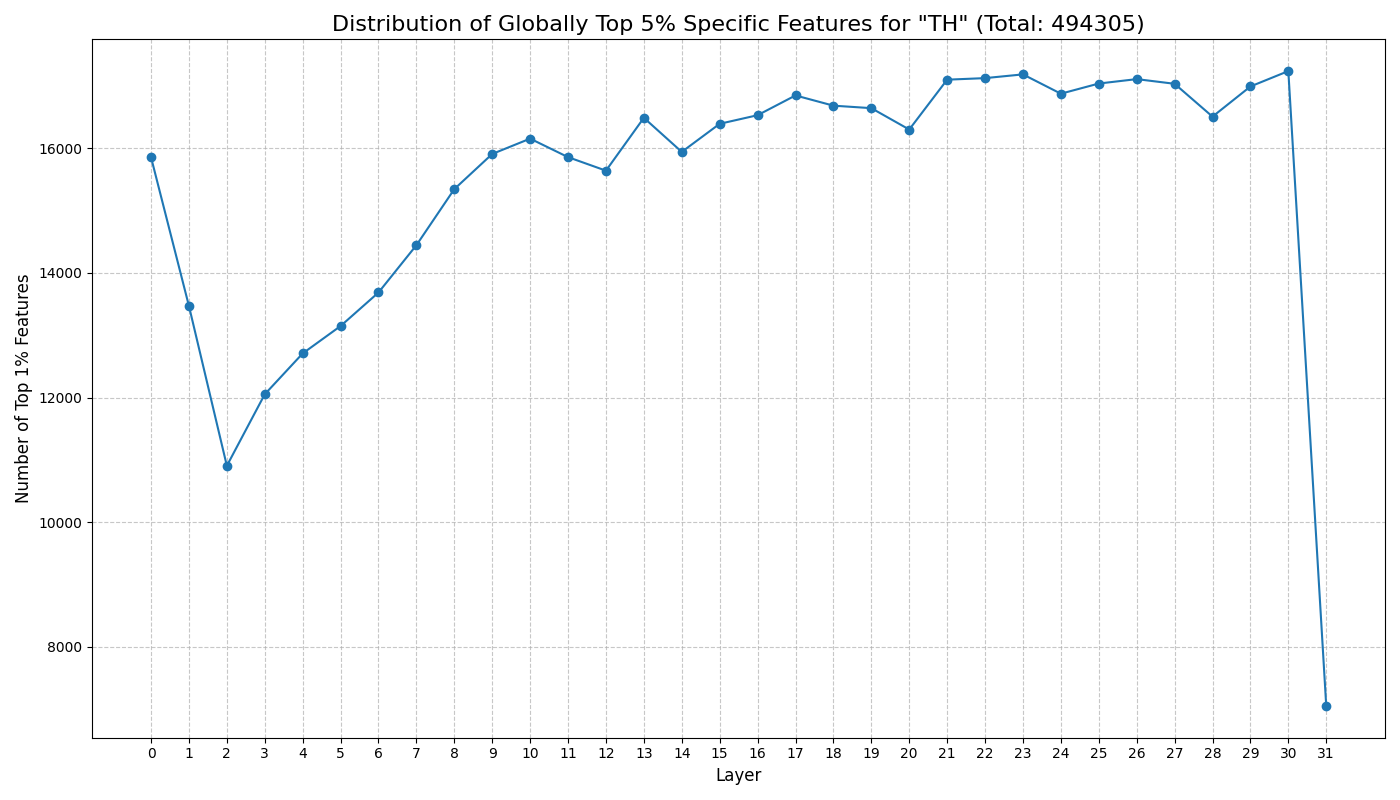 Distribution of Globally Top 5% Specific Features for "TH" (Total: 494305)
Number of Top 1% Features
16000
14000
12000
10000
8000
0 1 2 3 4 5 6 7 8 9 10 11 12 13 14 15 16 17 18 19 20 21 22 23 24 25 26 27 28 29 30 31
Layer